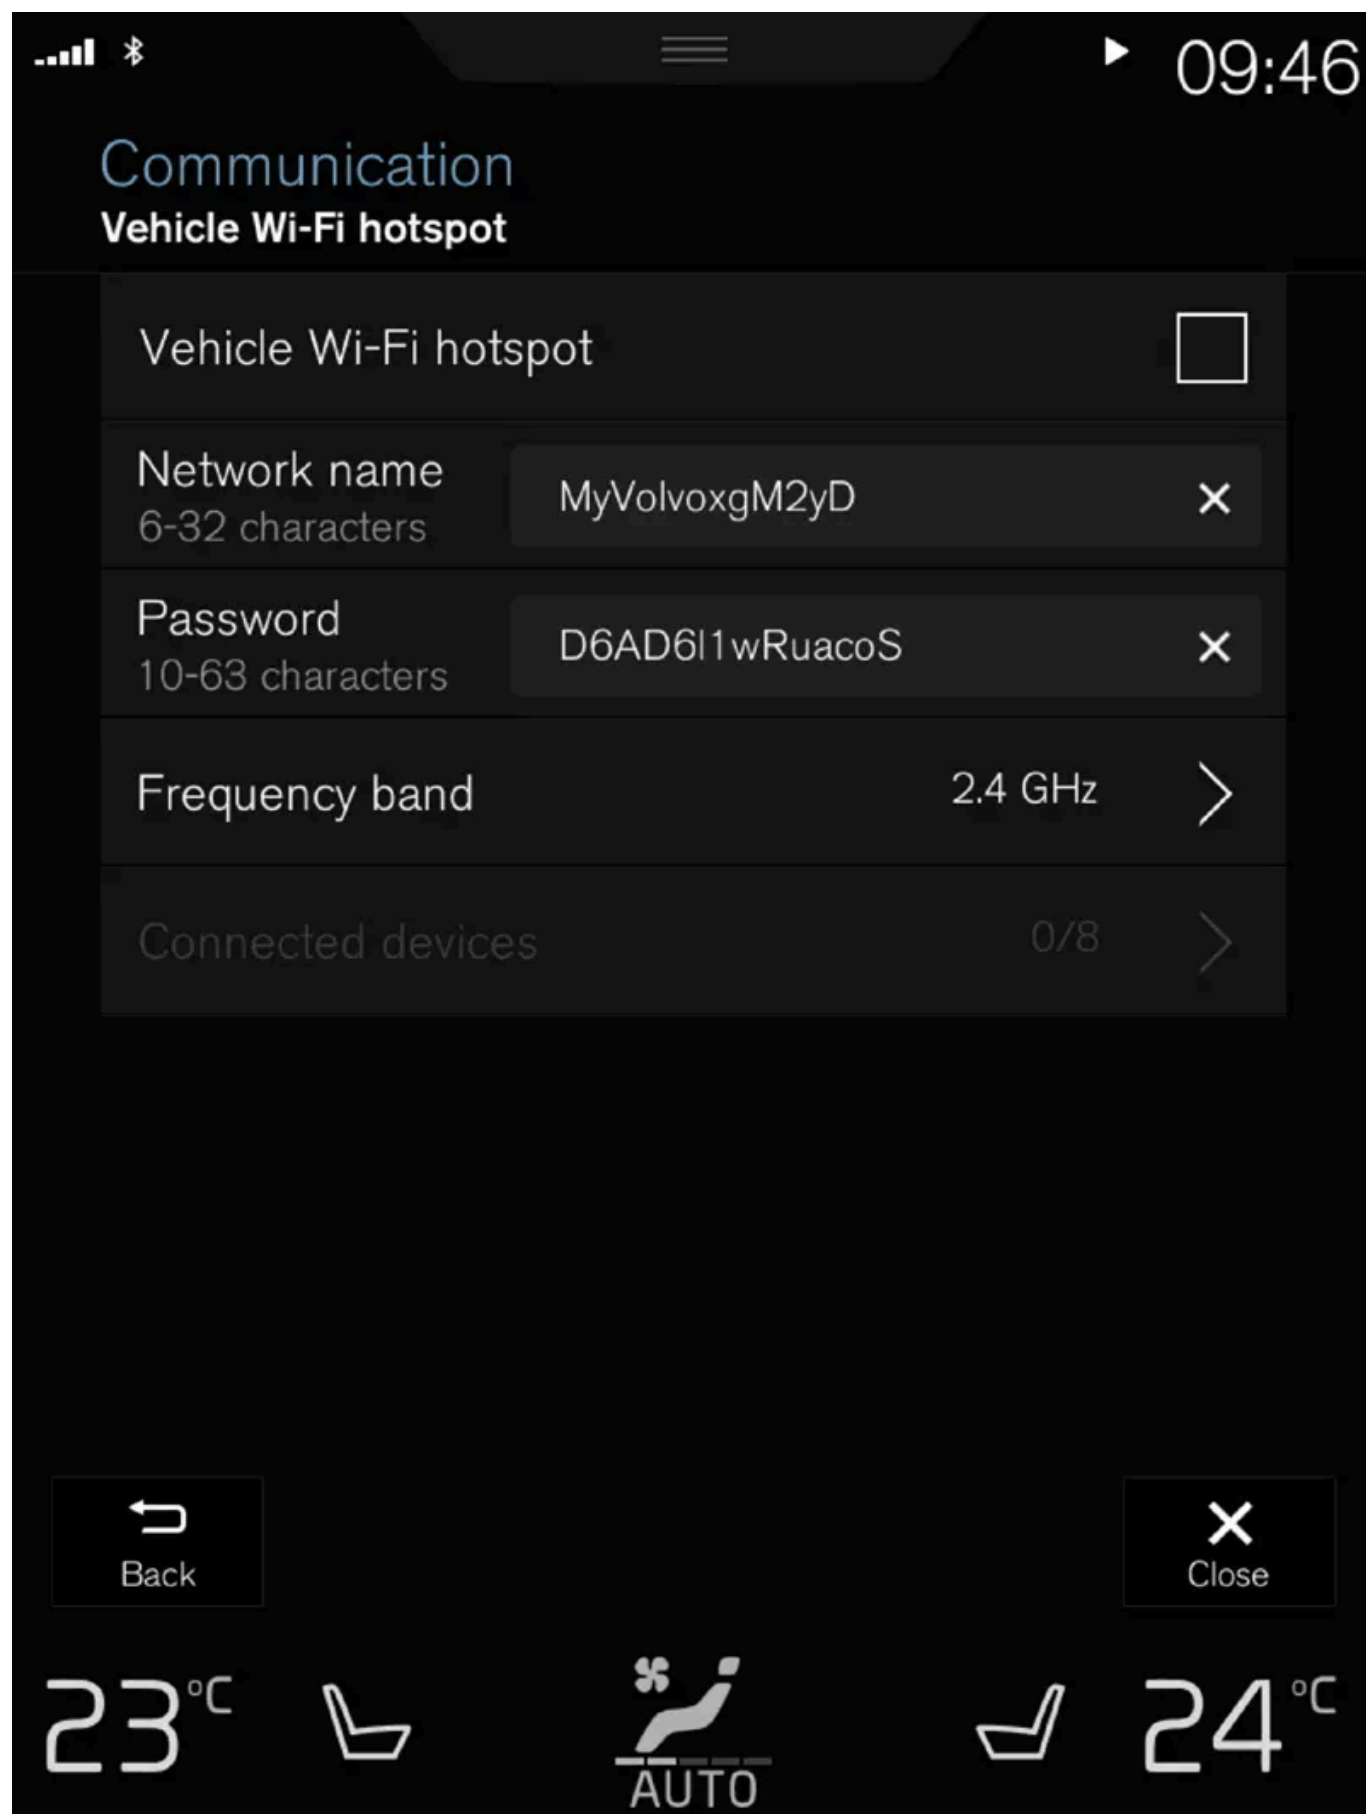 09:46
Communication
Vehicle Wi-Fi hotspot
Vehicle Wi-Fi hotspot
Network name
6-32 characters
MyVolvoxgM2yD
Password
10-63 characters
D6AD6l1wRuacoS
Frequency band
2.4 GHz
Connected devices
0/8
Back
Close
23°C
AUTO
24°C